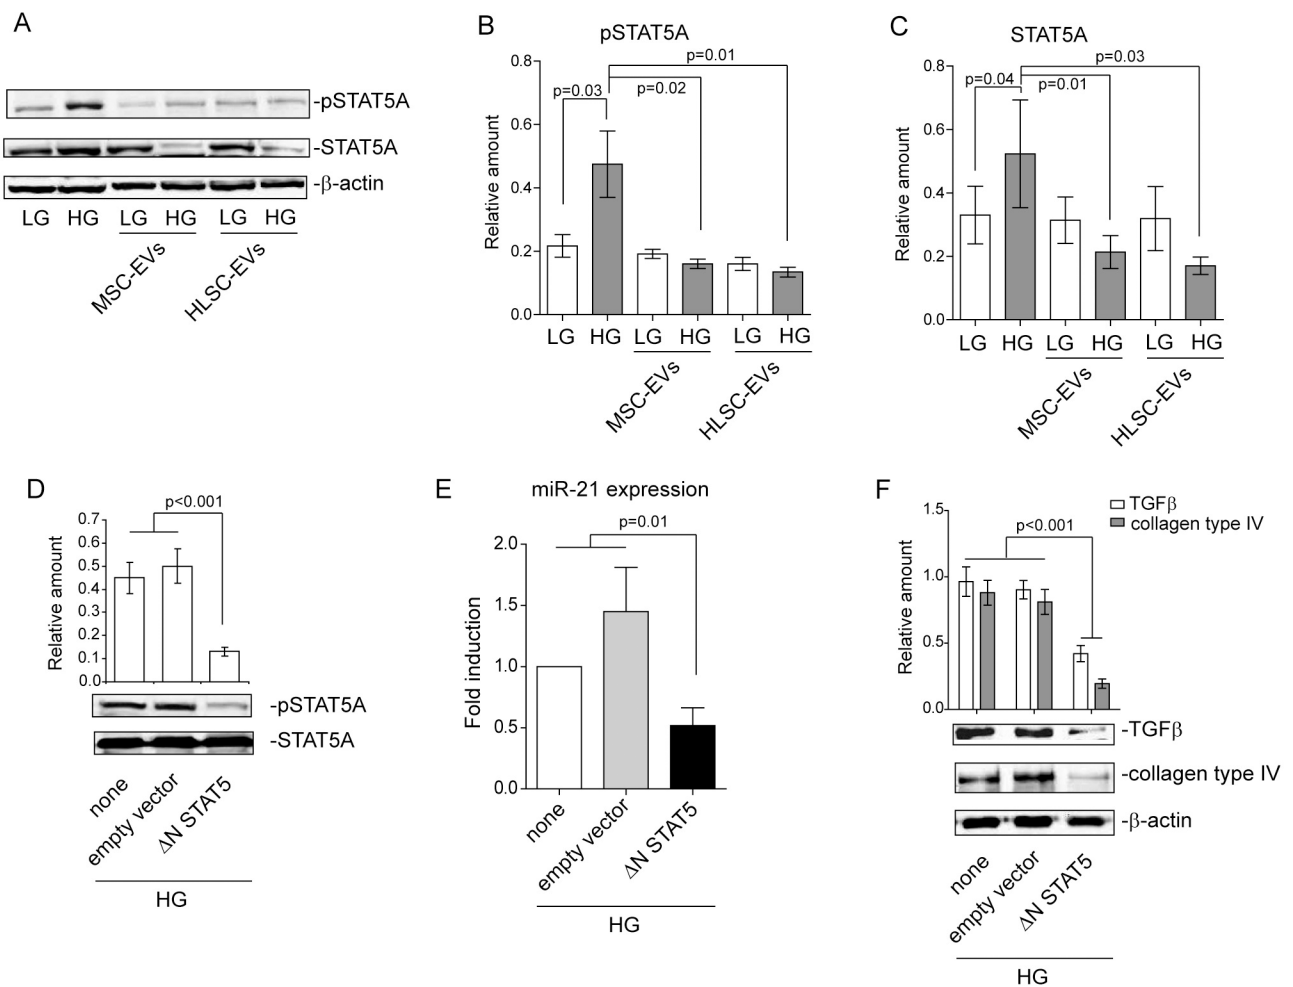 A
-pSTAT5A
-STAT5A
-β-actin
LG HG LG HG LG HG
MSC-EVs
HLSC-EVs
B
pSTAT5A
Relative amount
0.8
0.6
0.4
0.2
0.0
p=0.01
p=0.03
p=0.02
LG HG LG HG LG HG
MSC-EVs
HLSC-EVs
C
STAT5A
Relative amount
0.8
0.6
0.4
0.2
0.0
p=0.03
p=0.04
p=0.01
LG HG LG HG LG HG
MSC-EVs
HLSC-EVs
D
p<0.001
Relative amount
0.7
0.6
0.5
0.4
0.3
0.2
0.1
0.0
-pSTAT5A
-STAT5A
none
empty vector
ΔN STAT5
HG
E
miR-21 expression
p=0.01
Fold induction
2.0
1.5
1.0
0.5
0.0
none
empty vector
ΔN STAT5
HG
F
TGFβ
collagen type IV
p<0.001
Relative amount
1.5
1.0
0.5
0.0
-TGFβ
-collagen type IV
-β-actin
none
empty vector
ΔN STAT5
HG